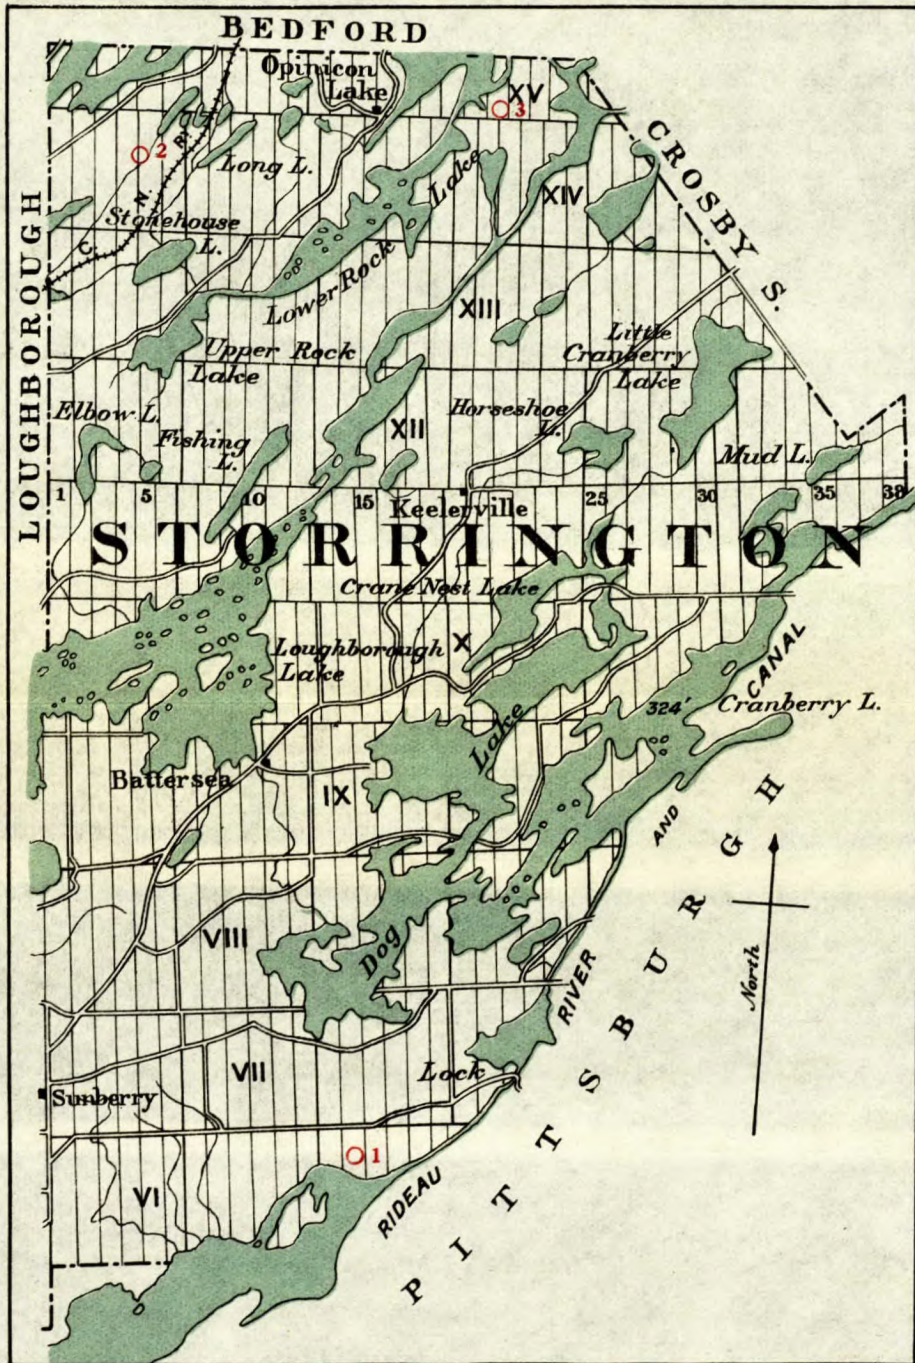 BEDFORD
Opinicon
Lake
XV
3
CROSBY S.
2
C. N. R.
Long L.
Lake
XIV
Stonehouse
L.
LOUGHBOROUGH
Lower Rock
XIII
Upper Rock
Lake
Little
Cranberry
Lake
Elbow L.
Fishing
L.
XII
Horseshoe
L.
Mud L.
1 5 10 15 25 30 35 38
Keelerville
STORRINGTON
Crane Nest Lake
Loughborough
Lake
X
CANAL
324'
Cranberry L.
Lake
Battersea
IX
AND
VIII
Dog
RIVER
North
PITTSBURGH
VII
Lock
Sunberry
1
VI
RIDEAU